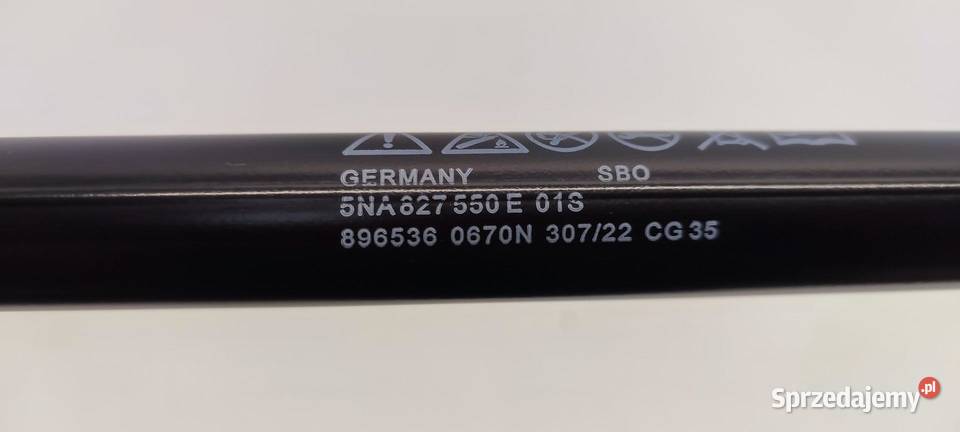 GERMANY SBO
5NA 827 550 E 01S
896536 0670N 307/22 CG 35
Sprzedajemy.pl